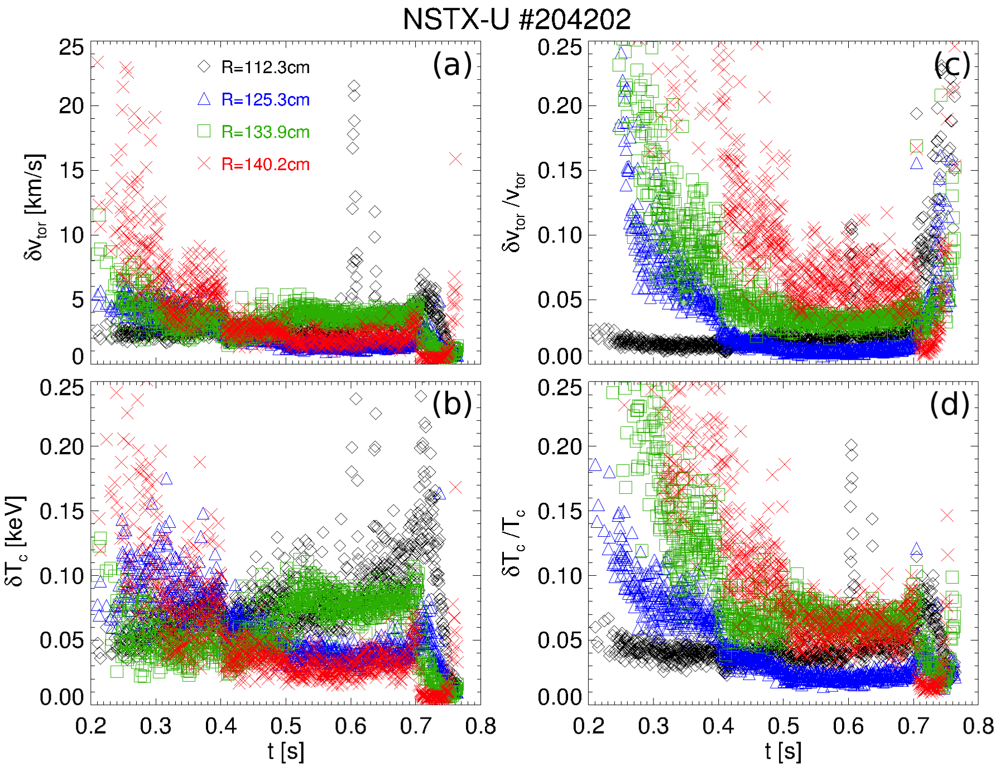 NSTX-U #204202
(a)
25
20
15
10
5
0
δv_tor [km/s]
R=112.3cm
R=125.3cm
R=133.9cm
R=140.2cm
(c)
0.25
0.20
0.15
0.10
0.05
0.00
δv_tor /v_tor
(b)
0.25
0.20
0.15
0.10
0.05
0.00
δT_c [keV]
0.2 0.3 0.4 0.5 0.6 0.7 0.8
t [s]
(d)
0.25
0.20
0.15
0.10
0.05
0.00
δT_c /T_c
0.2 0.3 0.4 0.5 0.6 0.7 0.8
t [s]